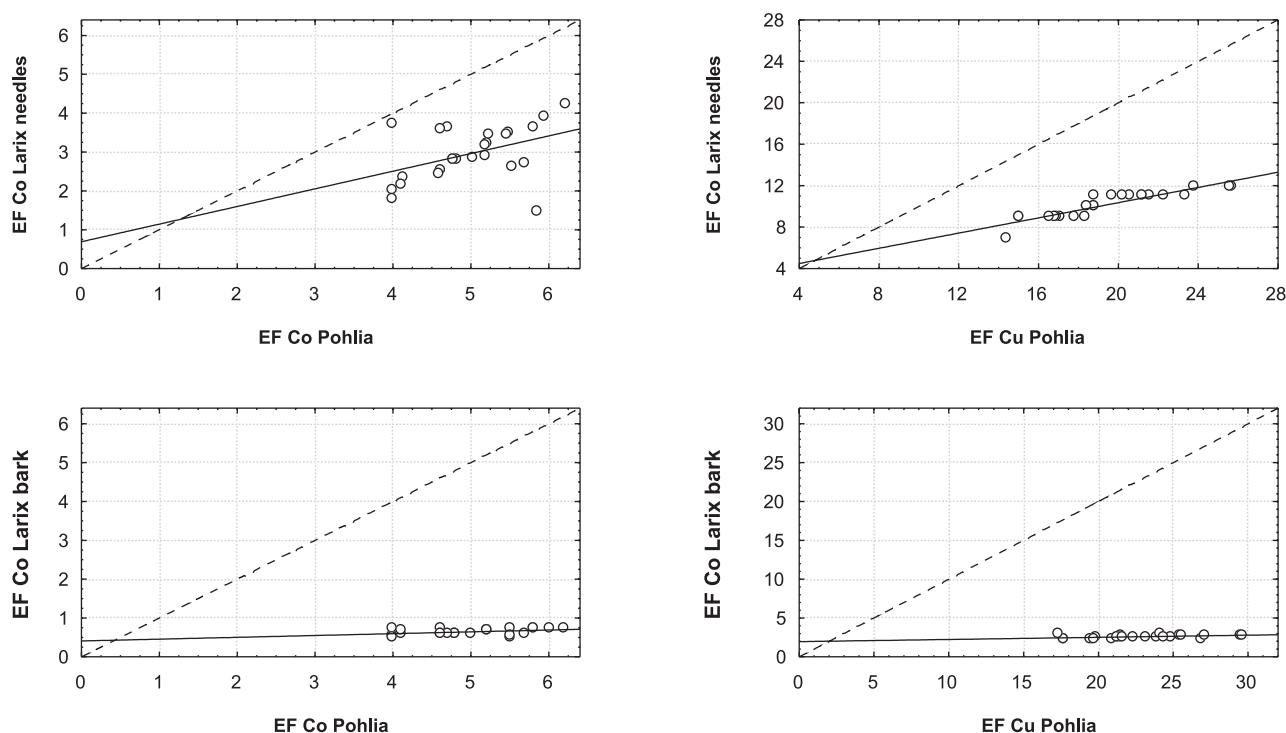 EF Co Larix needles
6
5
4
3
2
1
0
0 1 2 3 4 5 6
EF Co Pohlia
EF Co Larix needles
28
24
20
16
12
8
4
4 8 12 16 20 24 28
EF Cu Pohlia
EF Co Larix bark
6
5
4
3
2
1
0
0 1 2 3 4 5 6
EF Co Pohlia
EF Co Larix bark
30
25
20
15
10
5
0
0 5 10 15 20 25 30
EF Cu Pohlia